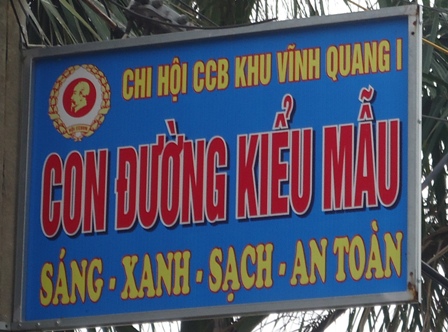 CHI HỘI CCB KHU VĨNH QUANG I
CON ĐƯỜNG KIỂU MẪU
SÁNG - XANH - SẠCH - AN TOÀN